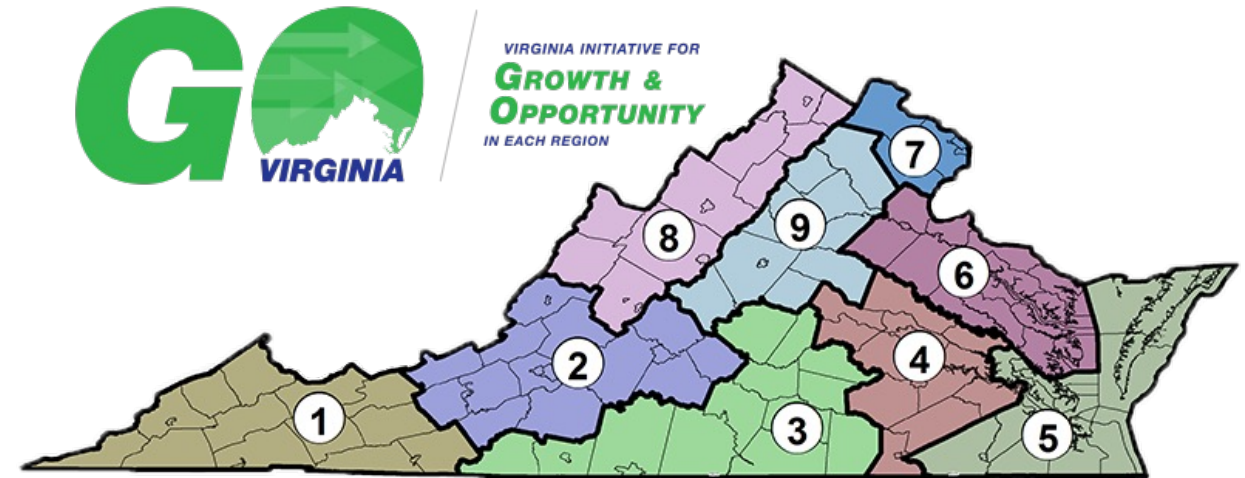 GO
VIRGINIA
VIRGINIA INITIATIVE FOR
GROWTH &
OPPORTUNITY
IN EACH REGION
7
8
9
6
2
4
1
3
5